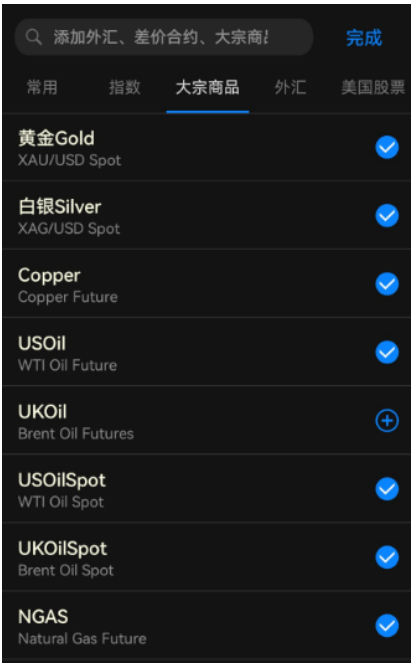 添加外汇、差价合约、大宗商
完成
常用 指数 大宗商品 外汇 美国股票
黄金Gold
XAU/USD Spot
白银Silver
XAG/USD Spot
Copper
Copper Future
USOil
WTI Oil Future
UKOil
Brent Oil Futures
USOilSpot
WTI Oil Spot
UKOilSpot
Brent Oil Spot
NGAS
Natural Gas Future